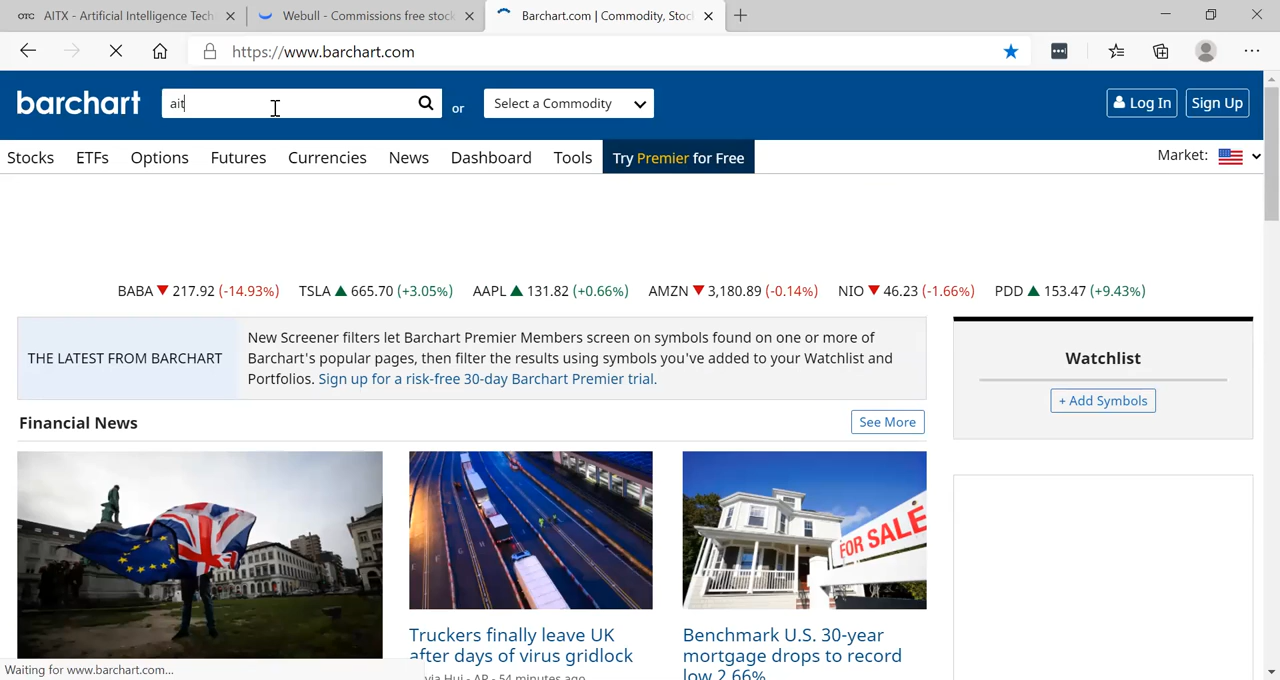 OTC AITX - Artificial Intelligence Tech
Webull - Commissions free stock
Barchart.com | Commodity, Stoc
https://www.barchart.com
barchart
ait
or
Select a Commodity
Log In
Sign Up
Stocks ETFs Options Futures Currencies News Dashboard Tools Try Premier for Free
Market:
BABA ▼ 217.92 (-14.93%) TSLA ▲ 665.70 (+3.05%) AAPL ▲ 131.82 (+0.66%) AMZN ▼ 3,180.89 (-0.14%) NIO ▼ 46.23 (-1.66%) PDD ▲ 153.47 (+9.43%)
THE LATEST FROM BARCHART
New Screener filters let Barchart Premier Members screen on symbols found on one or more of
Barchart's popular pages, then filter the results using symbols you've added to your Watchlist and
Portfolios. Sign up for a risk-free 30-day Barchart Premier trial.
Watchlist
+ Add Symbols
Financial News
See More
FOR SALE
Truckers finally leave UK
after days of virus gridlock
Benchmark U.S. 30-year
mortgage drops to record
low 2.66%
Hui - AP - 54 minutes ago
Waiting for www.barchart.com...